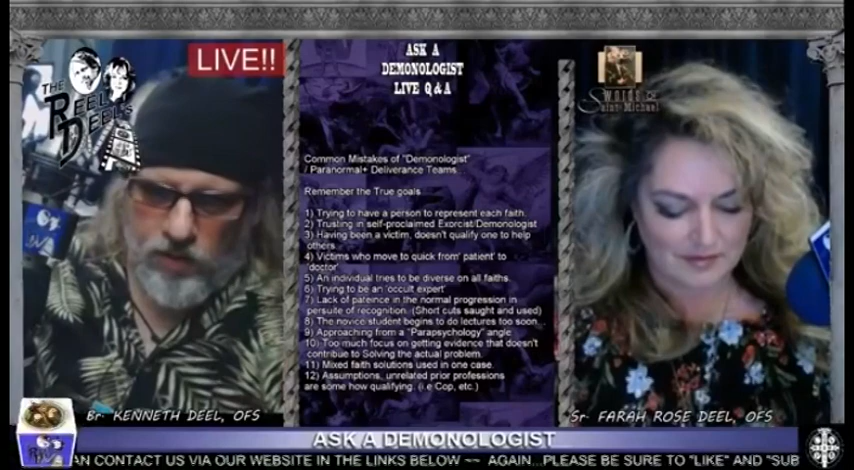 LIVE!!
THE
REEL
DEEL's
ASK A
DEMONOLOGIST
LIVE Q & A
WORDS OF
Saint-Michael
Common Mistakes of "Demonologist"
/ Paranormal+ Deliverance Teams
Remember the True goals
1) Trying to have a person to represent each faith.
2) Trusting in self-proclaimed Exorcist/Demonologist
3) Having been a victim, doesn't qualify one to help
others.
4) Victims who move to quick from' patient' to
'doctor'
5) An individual tries to be diverse on all faiths.
6) Trying to be an 'occult expert'
7) Lack of patience in the normal progression in
persuite of recognition. (Short cuts saught and used)
8) The novice student begins to do lectures too soon...
9) Approaching from a "Parapsychology" angle
10) Too much focus on getting evidence that doesn't
contribue to Solving the actual problem.
11) Mixed faith solutions used in one case.
12) Assumptions, unrelated prior professions
are some how qualifying. (i.e Cop, etc.)
Br. KENNETH DEEL, OFS
Sr. FARAH ROSE DEEL, OFS
ASK A DEMONOLOGIST
AN CONTACT US VIA OUR WEBSITE IN THE LINKS BELOW ~~ AGAIN...PLEASE BE SURE TO "LIKE" AND "SUB